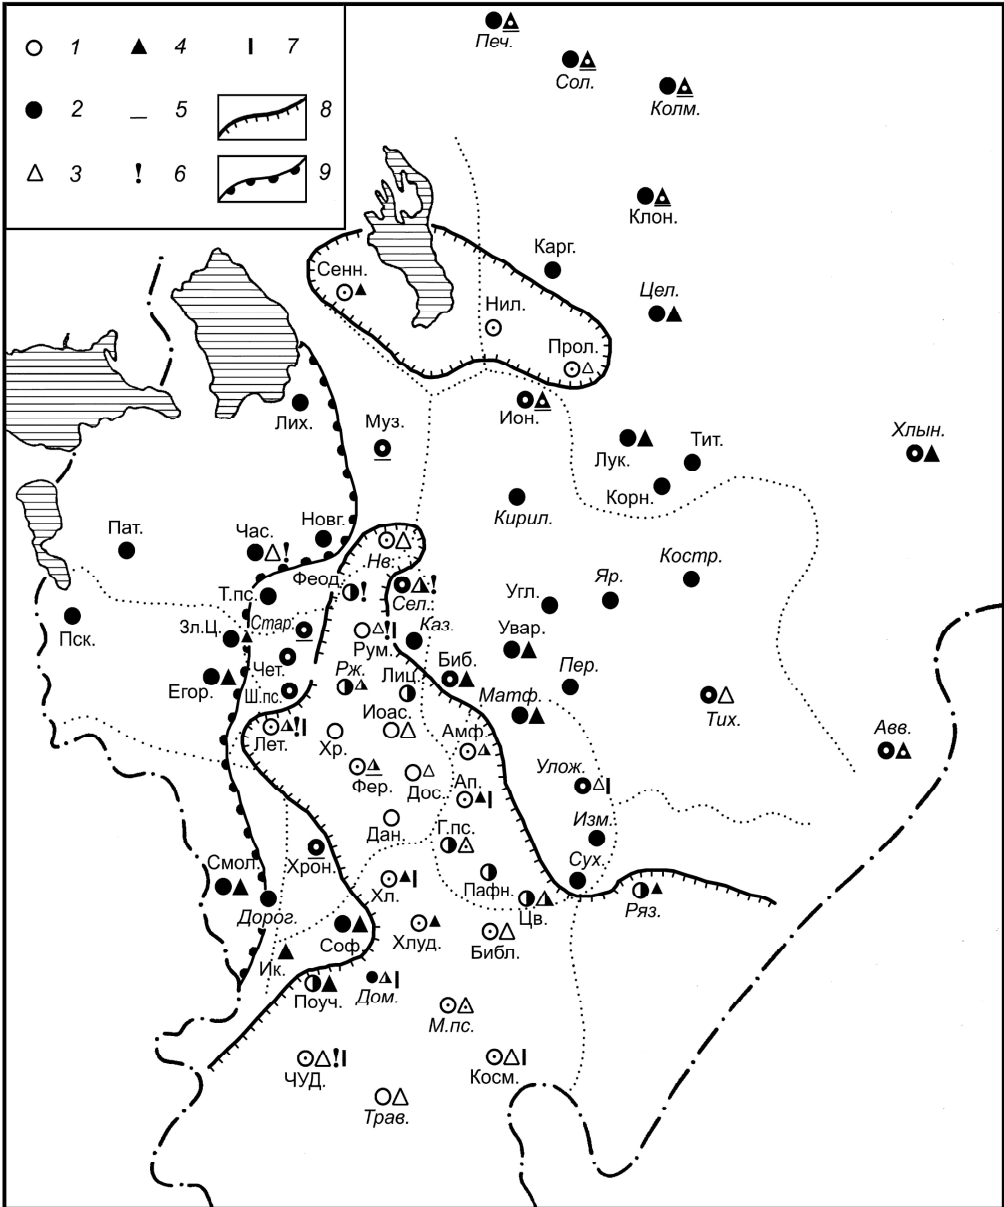 1 4 7
2 5 8
3 6 9
Печ.
Сол.
Колм.
Клон.
Карг.
Сенн.
Цел.
Нил.
Прол.
Ион.
Лих.
Муз.
Хлын.
Лук.
Тит.
Корн.
Кирил.
Новг.
Час.
Пат.
Нв.
Костр.
Феод.
Яр.
Т.пс.
Сел.
Угл.
Пск.
Зл.Ц.
Стар.
Рум.
Каз.
Увар.
Чет.
Рж.
Лиц.
Биб.
Пер.
Егор.
Ш.пс.
Матф.
Тих.
Иоас.
Лет.
Хр.
Амф.
Авв.
Фер.
Дос.
Ап.
Улож.
Дан.
Г.пс.
Изм.
Смол.
Хрон.
Сух.
Хл.
Пафн.
Дорог.
Цв.
Ряз.
Соф.
Хлуд.
Библ.
Ик.
Поуч.
Дом.
М.пс.
ЧУД.
Косм.
Трав.